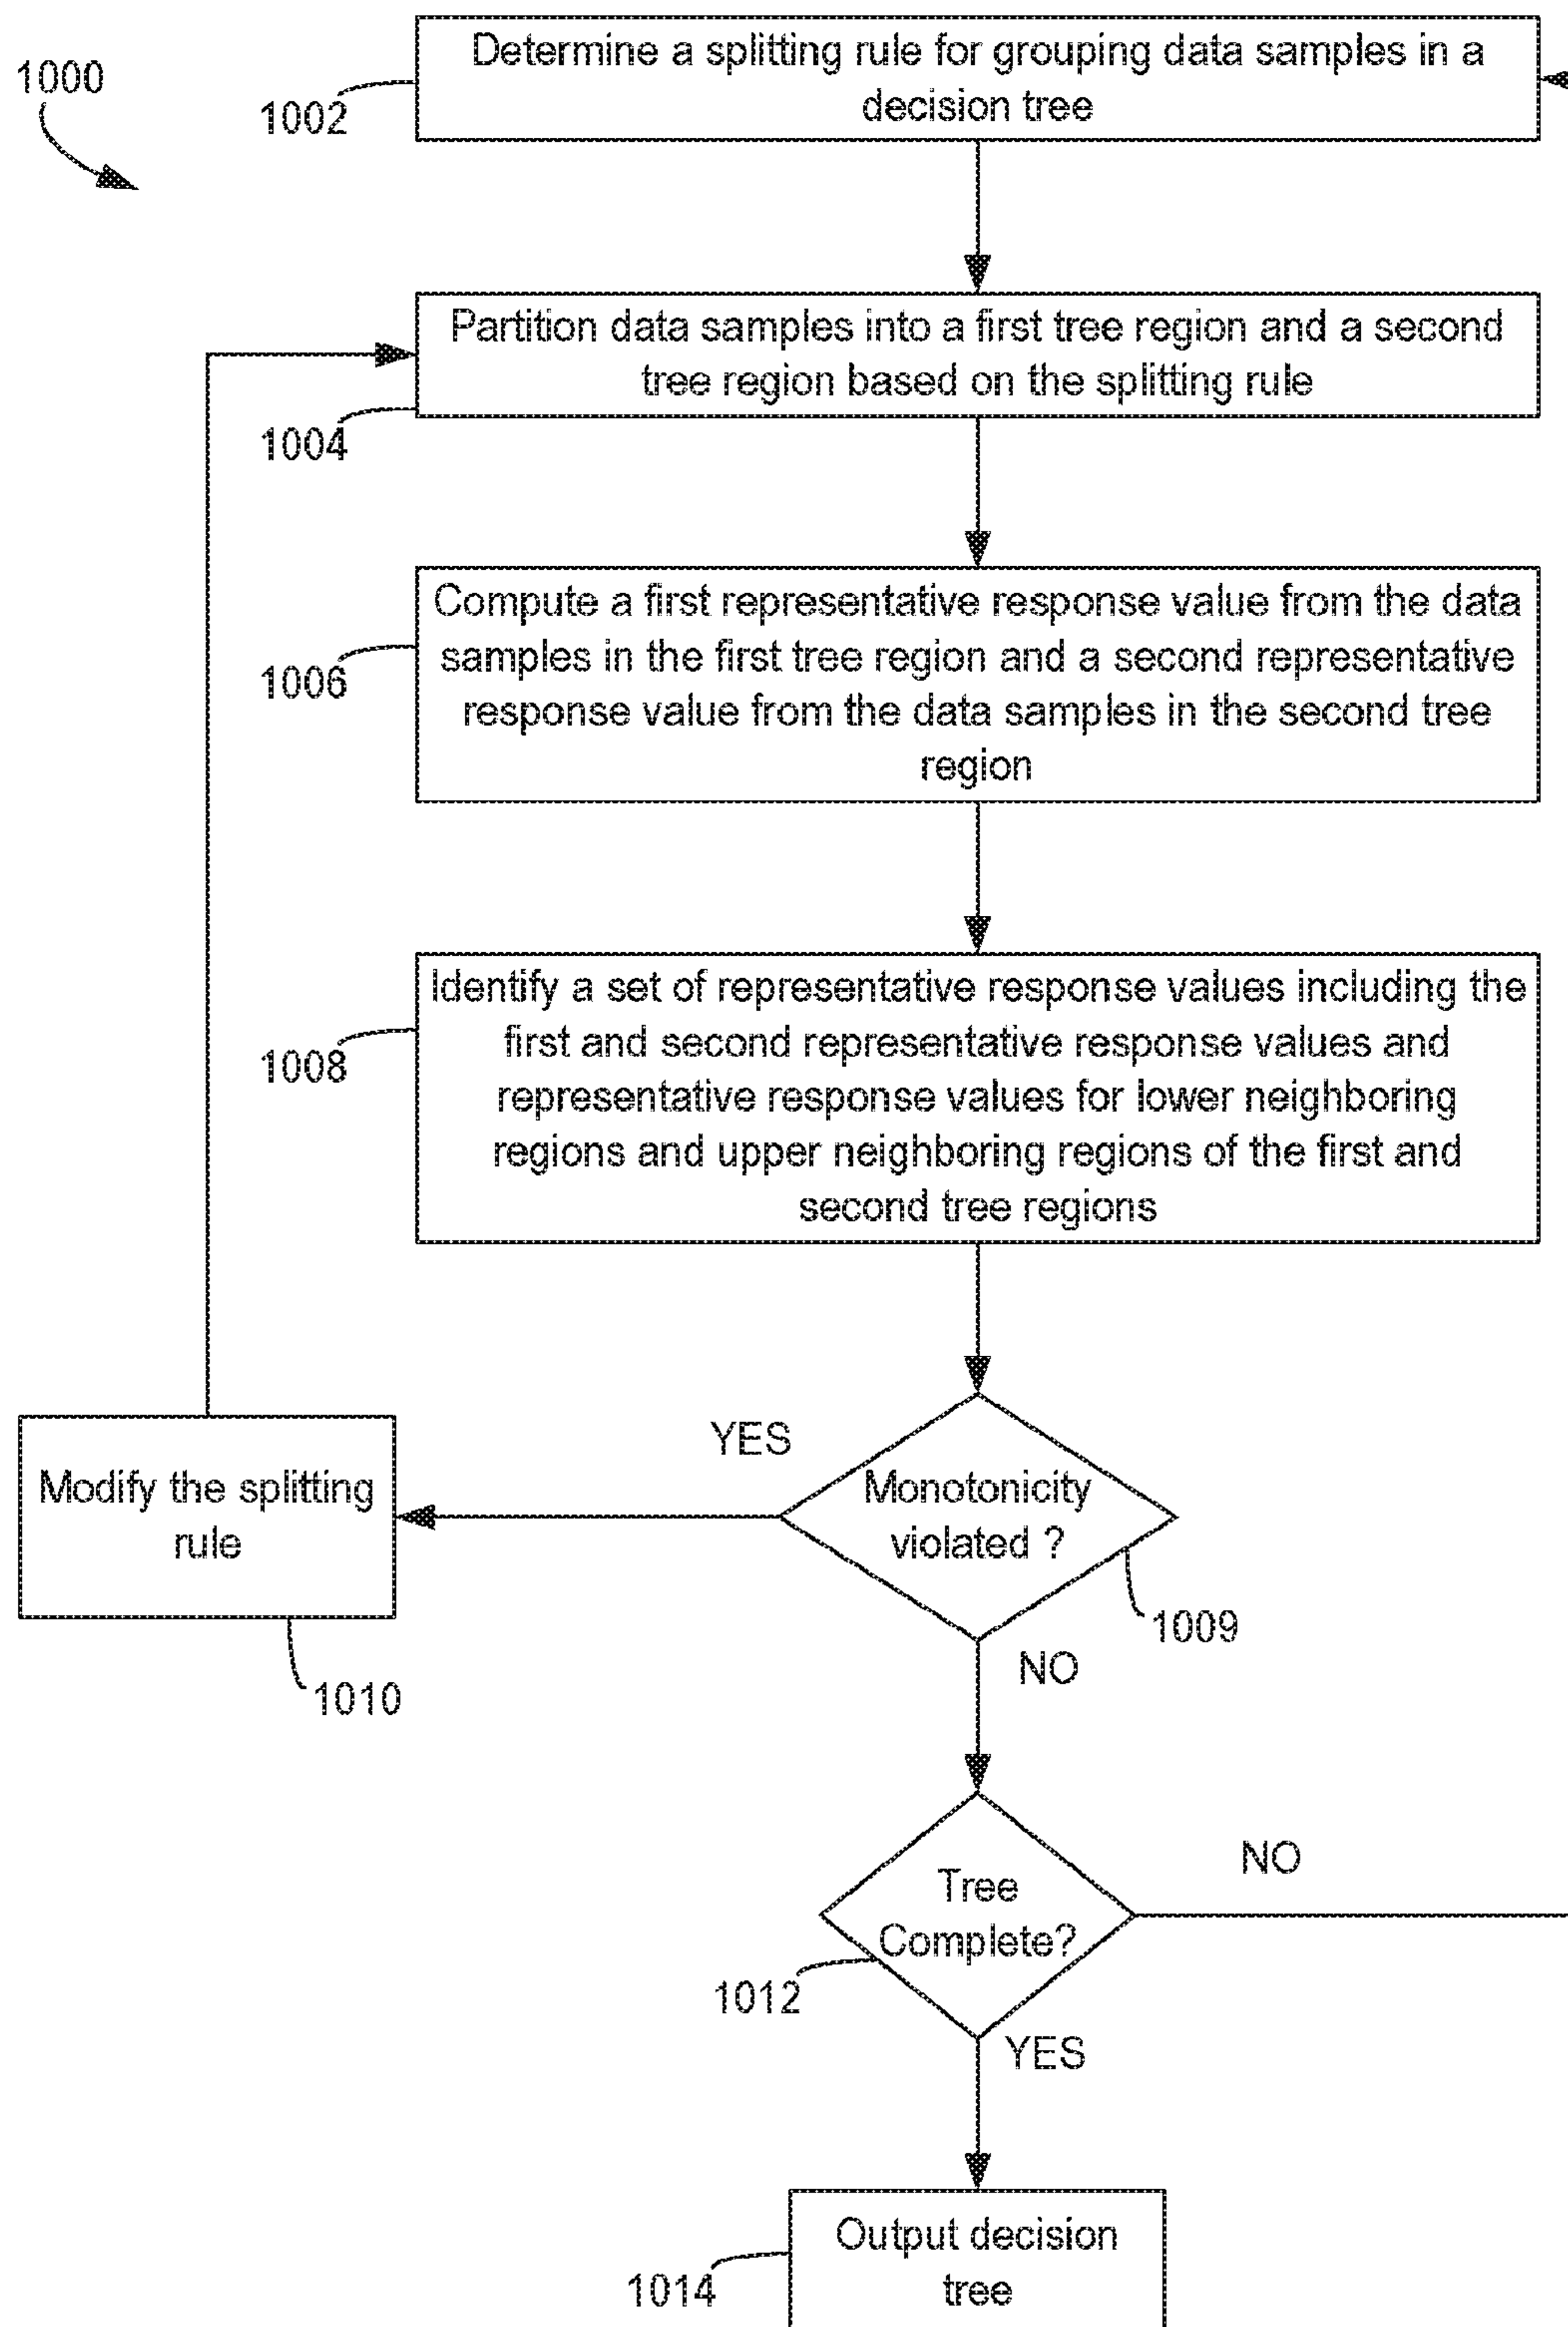 1000
Determine a splitting rule for grouping data samples in a
decision tree
1002
Partition data samples into a first tree region and a second
tree region based on the splitting rule
1004
Compute a first representative response value from the data
samples in the first tree region and a second representative
response value from the data samples in the second tree
region
1006
Identify a set of representative response values including the
first and second representative response values and
representative response values for lower neighboring
regions and upper neighboring regions of the first and
second tree regions
1008
YES
Modify the splitting
rule
Monotonicity
violated ?
1009
1010
NO
Tree
Complete?
NO
1012
YES
Output decision
tree
1014